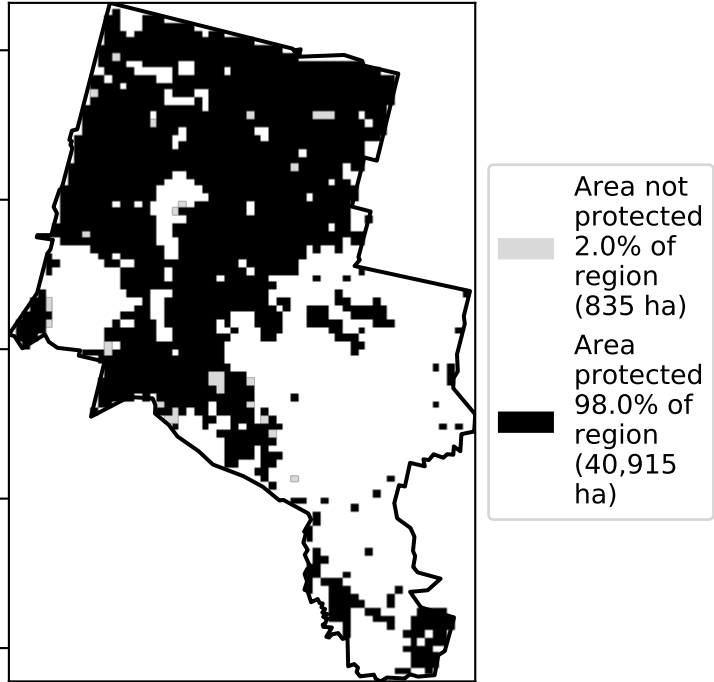 Area not
protected
2.0% of
region
(835 ha)
Area
protected
98.0% of
region
(40,915
ha)